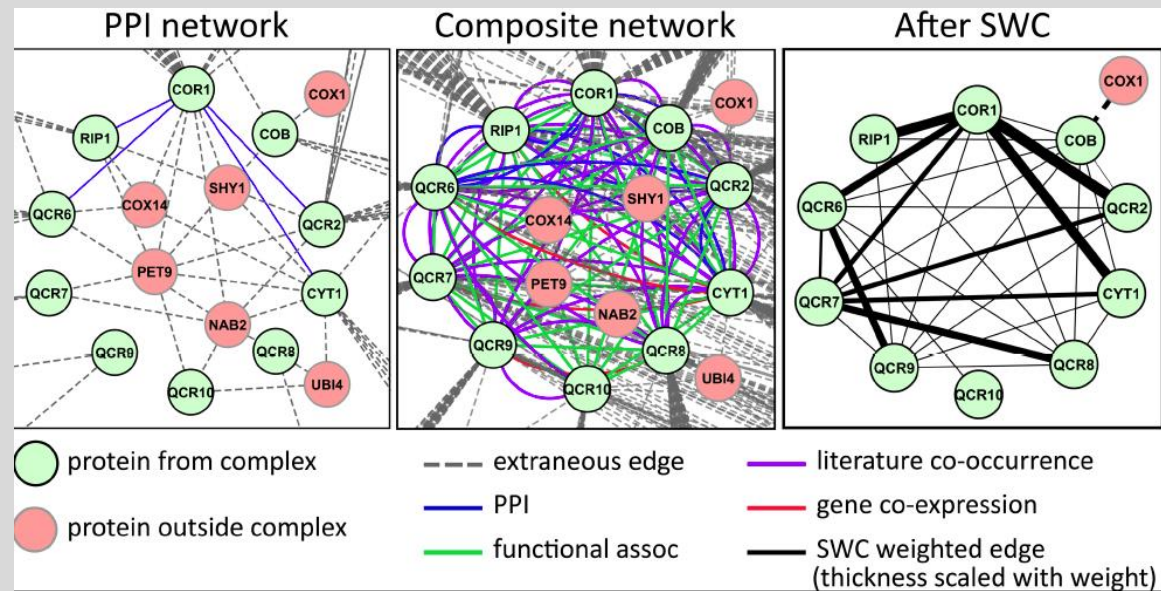 PPI network
Composite network
After SWC
COR1
COX1
RIP1
COB
SHY1
QCR6
COX14
QCR2
PET9
QCR7
CYT1
NAB2
QCR9
QCR8
QCR10
UBI4
COR1
COX1
RIP1
COB
QCR6
QCR2
SHY1
COX14
QCR7
PET9
CYT1
NAB2
QCR9
QCR8
UBI4
QCR10
COX1
COR1
RIP1
COB
QCR6
QCR2
QCR7
CYT1
QCR9
QCR8
QCR10
protein from complex
protein outside complex
extraneous edge
PPI
functional assoc
literature co-occurrence
gene co-expression
SWC weighted edge
(thickness scaled with weight)